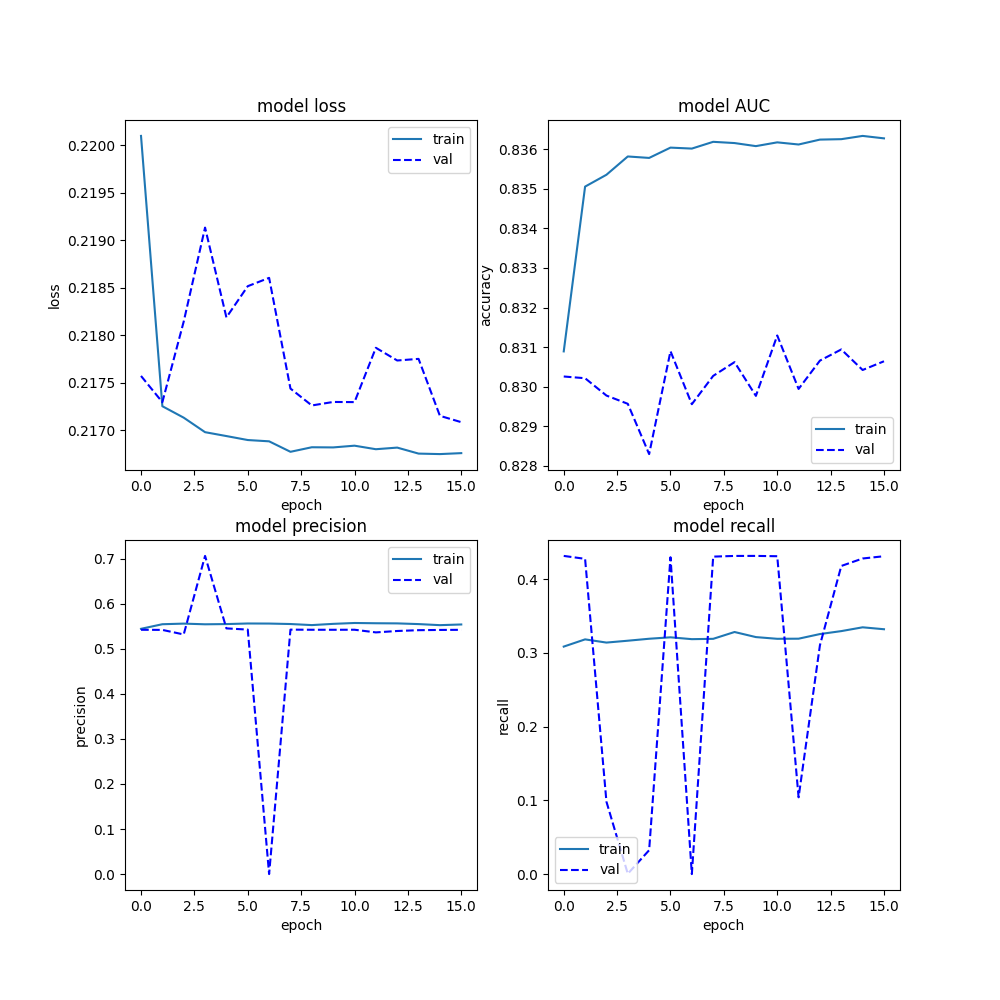 model loss
loss
0.2200
0.2195
0.2190
0.2185
0.2180
0.2175
0.2170
0.0 2.5 5.0 7.5 10.0 12.5 15.0
epoch
train
val
model AUC
accuracy
0.836
0.835
0.834
0.833
0.832
0.831
0.830
0.829
0.828
0.0 2.5 5.0 7.5 10.0 12.5 15.0
epoch
train
val
model precision
precision
0.7
0.6
0.5
0.4
0.3
0.2
0.1
0.0
0.0 2.5 5.0 7.5 10.0 12.5 15.0
epoch
train
val
model recall
recall
0.4
0.3
0.2
0.1
0.0
0.0 2.5 5.0 7.5 10.0 12.5 15.0
epoch
train
val